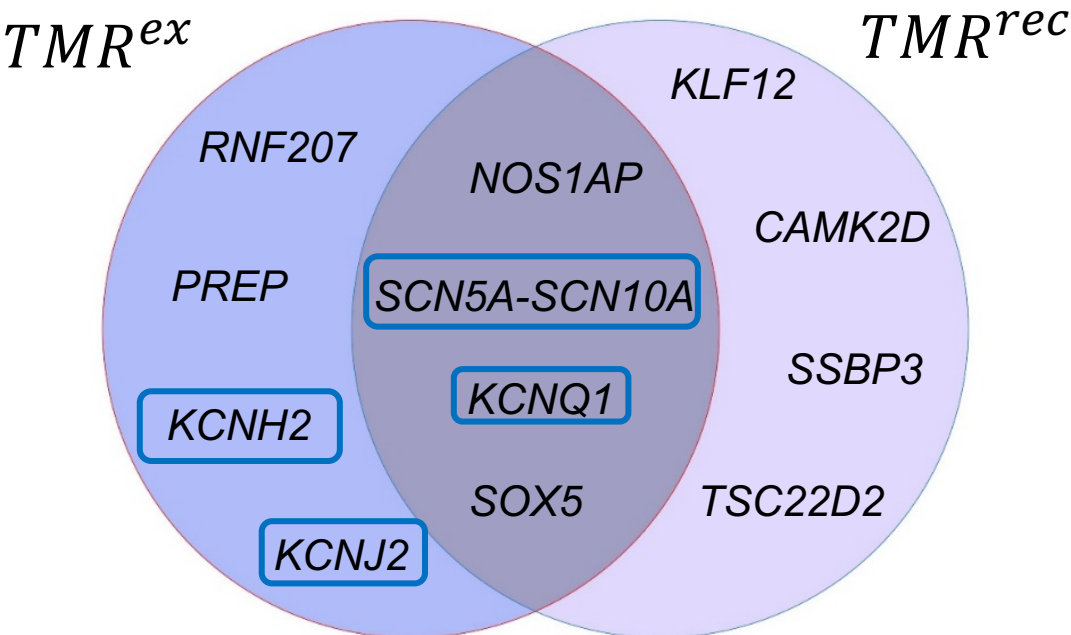 TMR^ex
TMR^rec
KLF12
RNF207
NOS1AP
CAMK2D
PREP
SCN5A-SCN10A
SSBP3
KCNQ1
KCNH2
SOX5
TSC22D2
KCNJ2